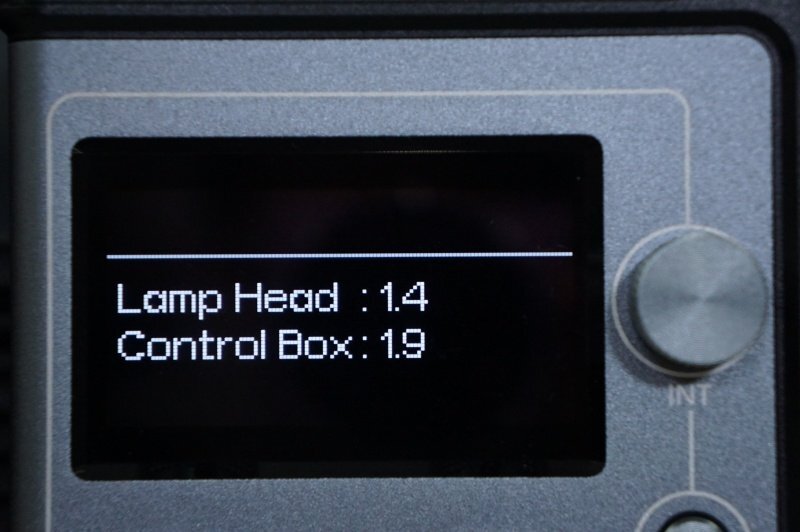 Lamp Head : 1.4
Control Box : 1.9
INT